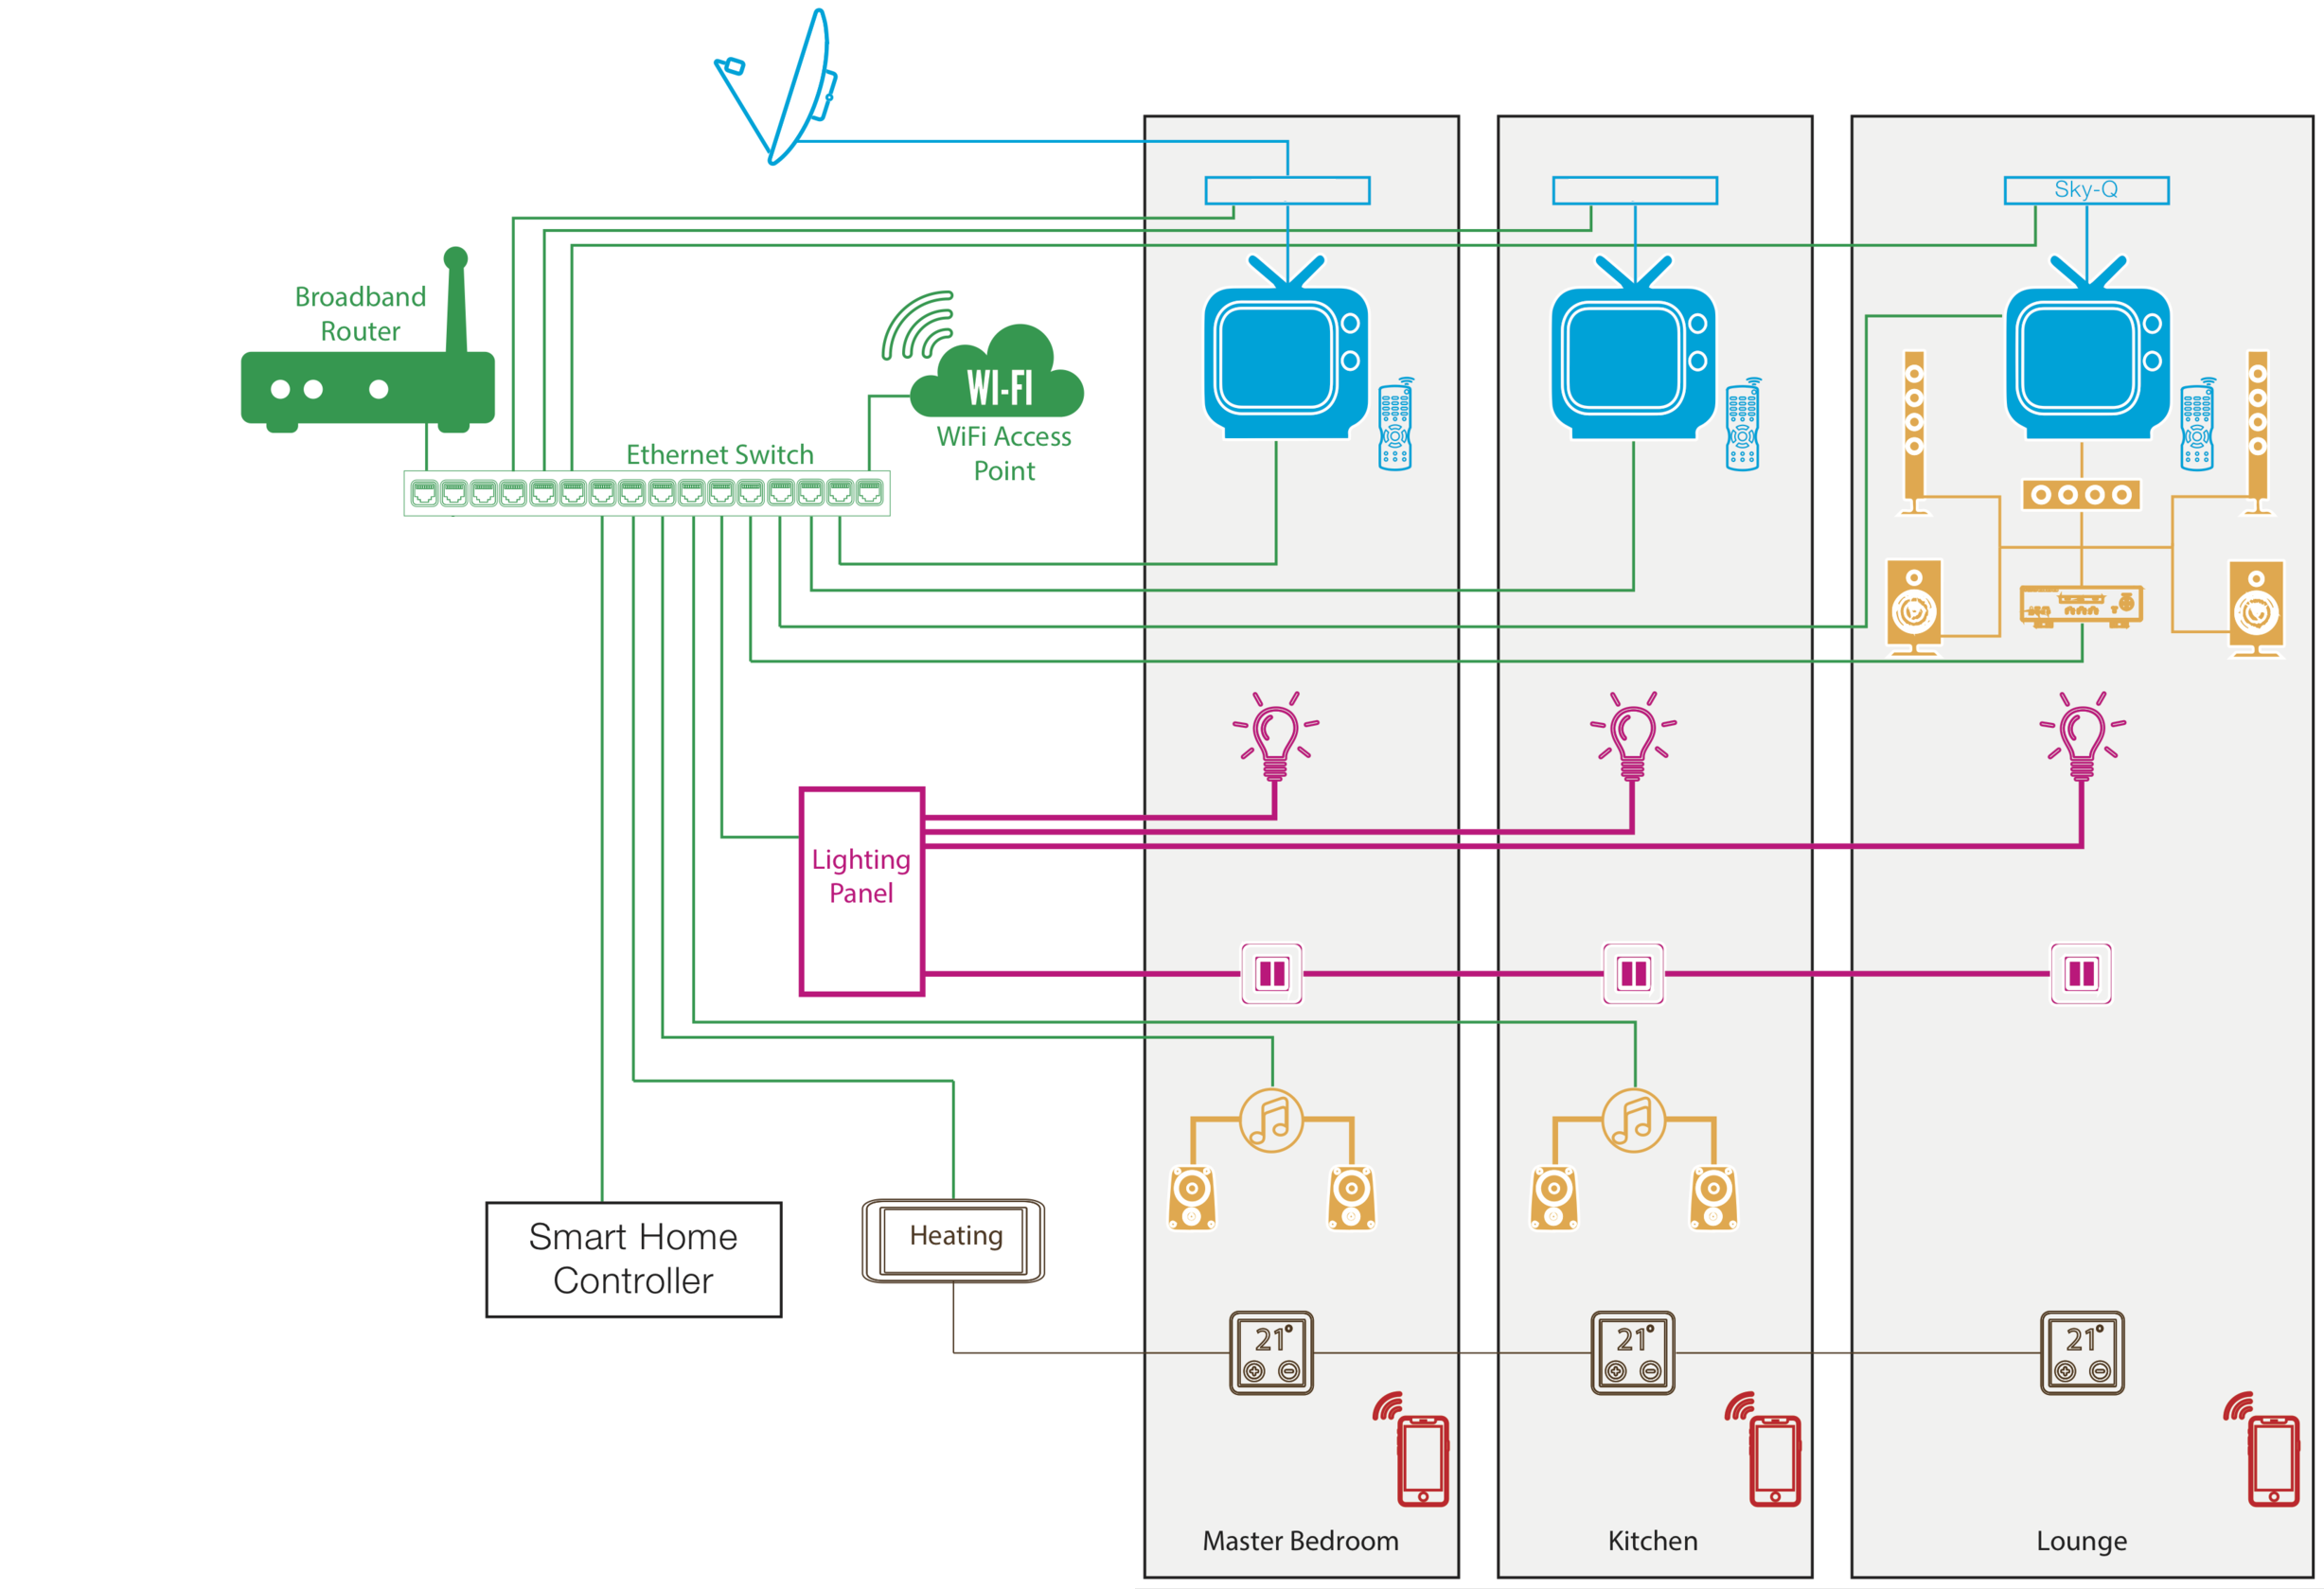 Sky-Q
Broadband
Router
WI-FI
WiFi Access
Point
Ethernet Switch
Lighting
Panel
Smart Home
Controller
Heating
21°
21°
21°
Master Bedroom
Kitchen
Lounge